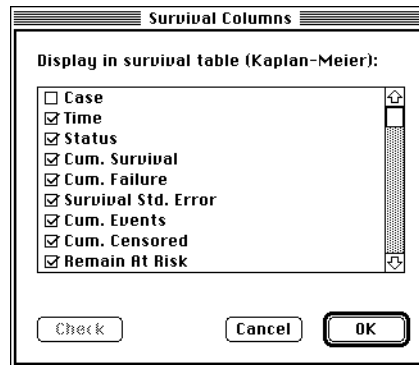 Survival Columns
Display in survival table (Kaplan-Meier):
Case
Time
Status
Cum. Survival
Cum. Failure
Survival Std. Error
Cum. Events
Cum. Censored
Remain At Risk
Check Cancel OK